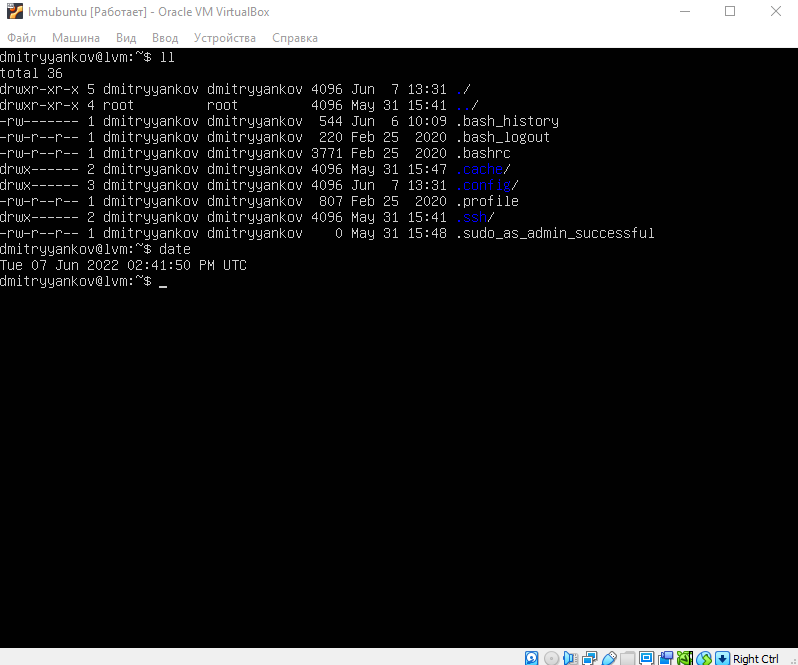 lvmubuntu [Работает] - Oracle VM VirtualBox
Файл Машина Вид Ввод Устройства Справка
dmitryyankov@lvm:~$ ll
total 36
drwxr-xr-x 5 dmitryyankov dmitryyankov 4096 Jun  7 13:31 ./
drwxr-xr-x 4 root         root         4096 May 31 15:41 ../
-rw------- 1 dmitryyankov dmitryyankov  544 Jun  6 10:09 .bash_history
-rw-r--r-- 1 dmitryyankov dmitryyankov  220 Feb 25  2020 .bash_logout
-rw-r--r-- 1 dmitryyankov dmitryyankov 3771 Feb 25  2020 .bashrc
drwx------ 2 dmitryyankov dmitryyankov 4096 May 31 15:47 .cache/
drwx------ 3 dmitryyankov dmitryyankov 4096 Jun  7 13:31 .config/
-rw-r--r-- 1 dmitryyankov dmitryyankov  807 Feb 25  2020 .profile
drwx------ 2 dmitryyankov dmitryyankov 4096 May 31 15:41 .ssh/
-rw-r--r-- 1 dmitryyankov dmitryyankov    0 May 31 15:48 .sudo_as_admin_successful
dmitryyankov@lvm:~$ date
Tue 07 Jun 2022 02:41:50 PM UTC
dmitryyankov@lvm:~$ _
Right Ctrl